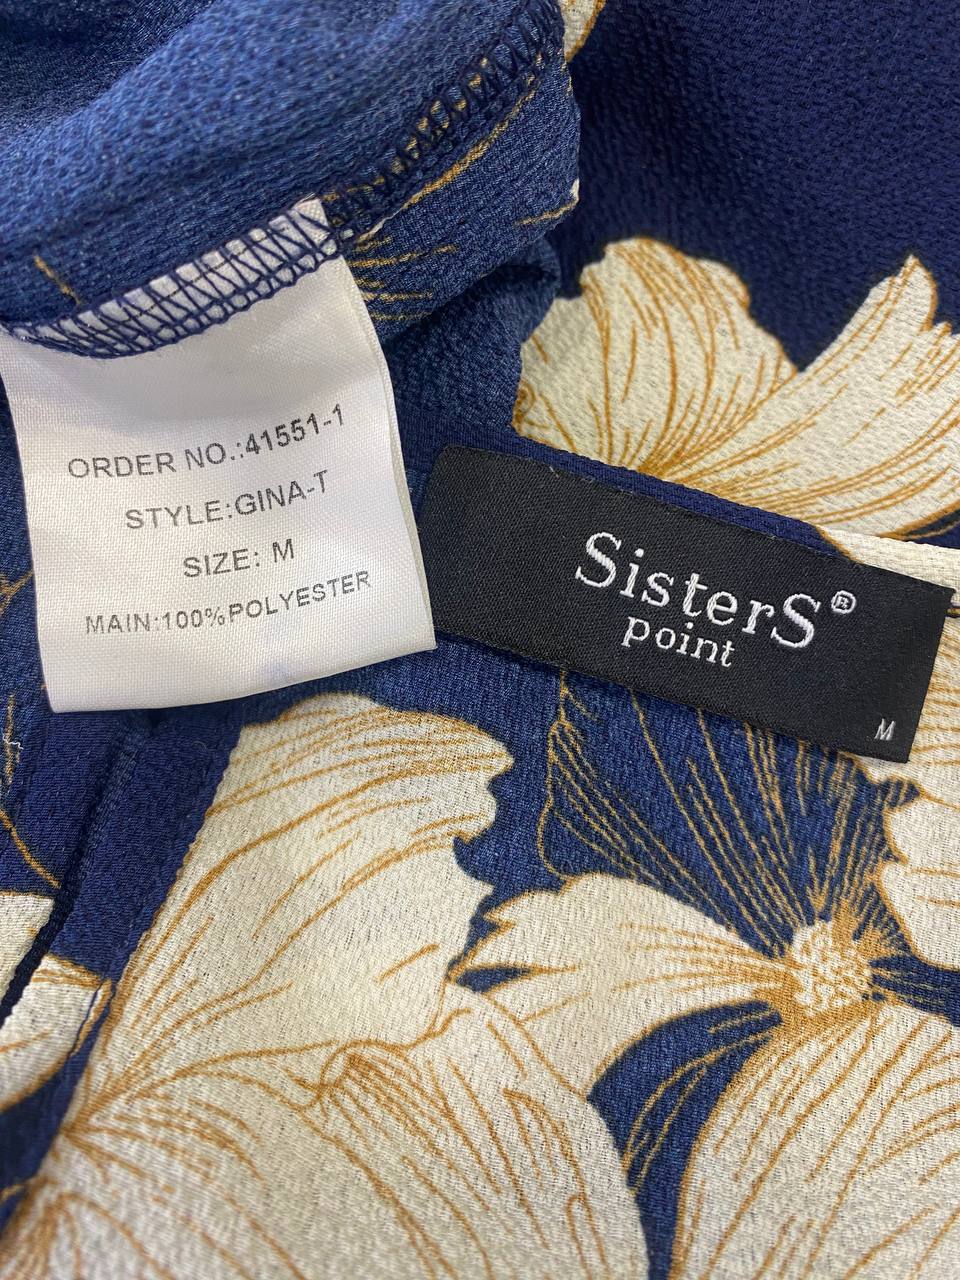 ORDER NO.:41551-1
STYLE:GINA-T
SIZE: M
MAIN:100%POLYESTER
SisterS®
point
M